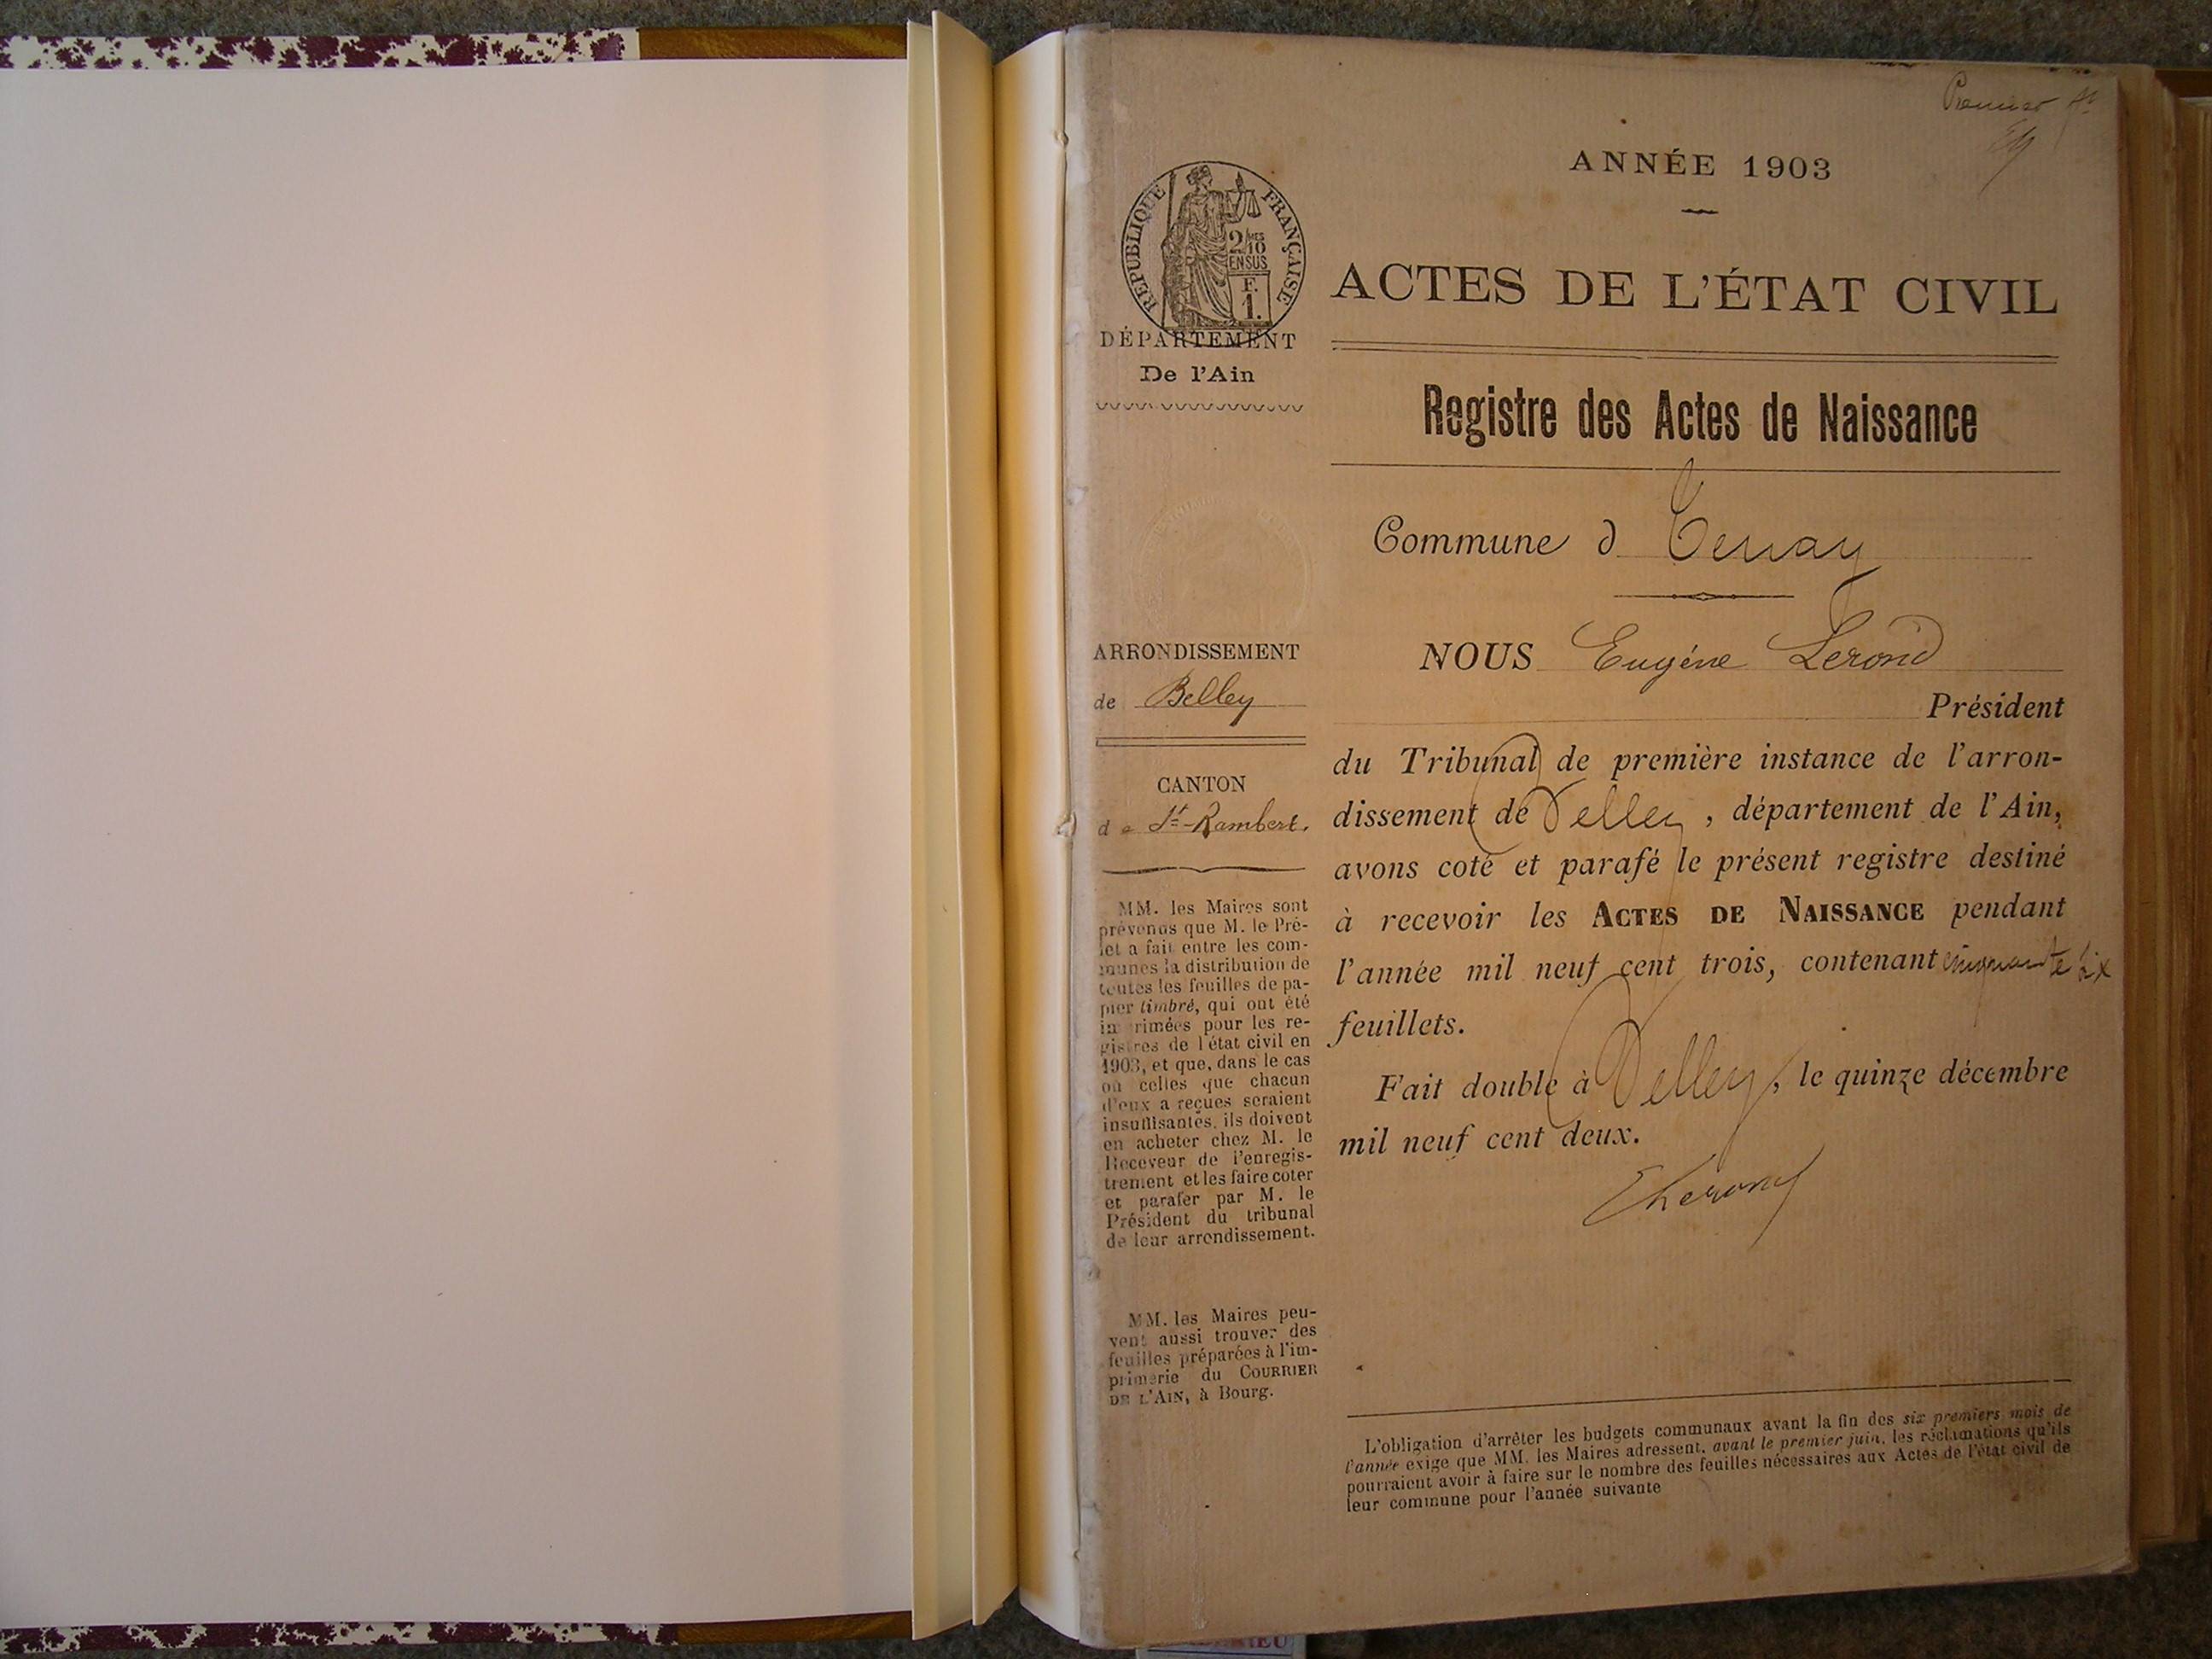 Premier
ANNÉE 1903
RÉPUBLIQUE FRANÇAISE
2/10 MES
EN SUS
F.
1.
ACTES DE L'ÉTAT CIVIL
DÉPARTEMENT
De l'Ain
Registre des Actes de Naissance
Commune d Tenay
NOUS Eugène Lerond
Président
du Tribunal de première instance de l'arron-
dissement de Belley, département de l'Ain,
avons coté et parafé le présent registre destiné
à recevoir les ACTES DE NAISSANCE pendant
l'année mil neuf cent trois, contenant cinquante six
feuillets.
Fait double à Belley, le quinze décembre
mil neuf cent deux.
ELerond
ARRONDISSEMENT
de Belley
CANTON
de St-Rambert.
MM. les Maires sont
prévenus que M. le Pré-
fet a fait entre les com-
munes la distribution de
toutes les feuilles de pa-
pier timbré, qui ont été
imprimées pour les re-
gistres de l'état civil en
1903, et que, dans le cas
où celles que chacun
d'eux a reçues seraient
insuffisantes, ils doivent
en acheter chez M. le
Receveur de l'enregis-
trement et les faire coter
et parafer par M. le
Président du tribunal
de leur arrondissement.
MM. les Maires peu-
vent aussi trouver des
feuilles préparées à l'im-
primerie du COURRIER
DE L'AIN, à Bourg.
L'obligation d'arrêter les budgets communaux avant la fin des six premiers mois de
l'année exige que MM. les Maires adressent, avant le premier juin, les réclamations qu'ils
pourraient avoir à faire sur le nombre des feuilles nécessaires aux Actes de l'état civil de
leur commune pour l'année suivante